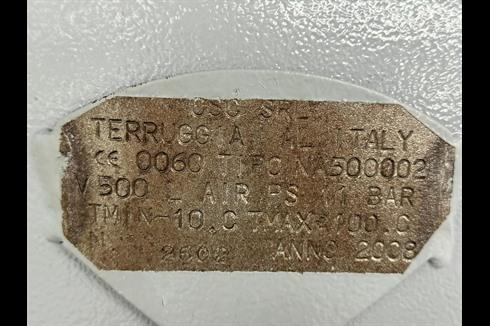 CSC SRL
TERRUGGIA AL ITALY
CE 0060 TIPO NA500002
V 500 L AIR PS 11 BAR
TMIN-10.C TMAX+100.C
N 2602 ANNO 2008